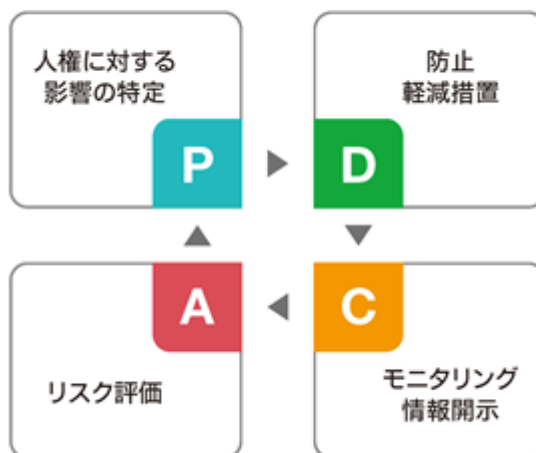 人権に対する
影響の特定
P
防止
軽減措置
D
A
リスク評価
C
モニタリング
情報開示